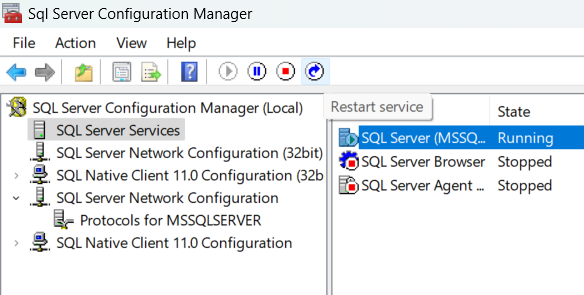 Sql Server Configuration Manager
File Action View Help
Restart service
SQL Server Configuration Manager (Local)
SQL Server Services
SQL Server Network Configuration (32bit)
SQL Native Client 11.0 Configuration (32b
SQL Server Network Configuration
Protocols for MSSQLSERVER
SQL Native Client 11.0 Configuration
State
SQL Server (MSSQ... Running
SQL Server Browser Stopped
SQL Server Agent ... Stopped